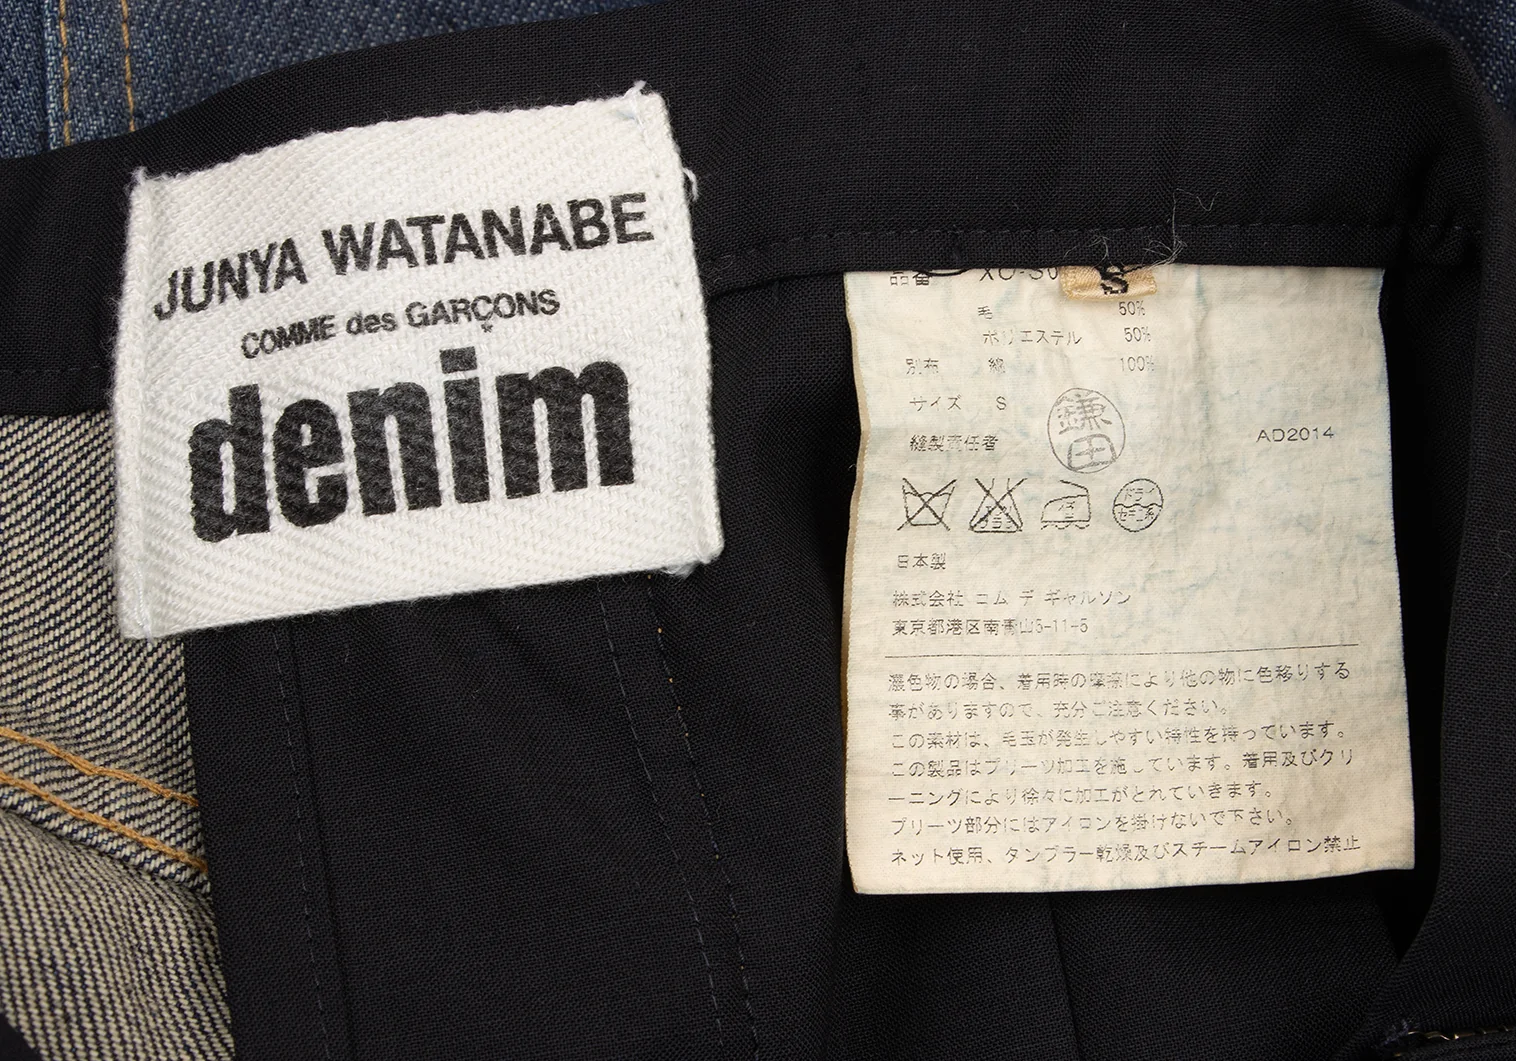 JUNYA WATANABE
COMME des GARÇONS
denim
品番 XO-S0
S
毛 50%
ポリエステル 50%
別布 綿 100%
サイズ S
縫製責任者 鎌田
AD2014
ドライ
セキユ系
日本製
株式会社 コム デ ギャルソン
東京都港区南青山5-11-5
濃色物の場合、着用時の摩擦により他の物に色移りする
事がありますので、充分ご注意ください。
この素材は、毛玉が発生しやすい特性を持っています。
この製品はプリーツ加工を施しています。着用及びクリ
ーニングにより徐々に加工がとれていきます。
プリーツ部分にはアイロンを掛けないで下さい。
ネット使用、タンブラー乾燥及びスチームアイロン禁止